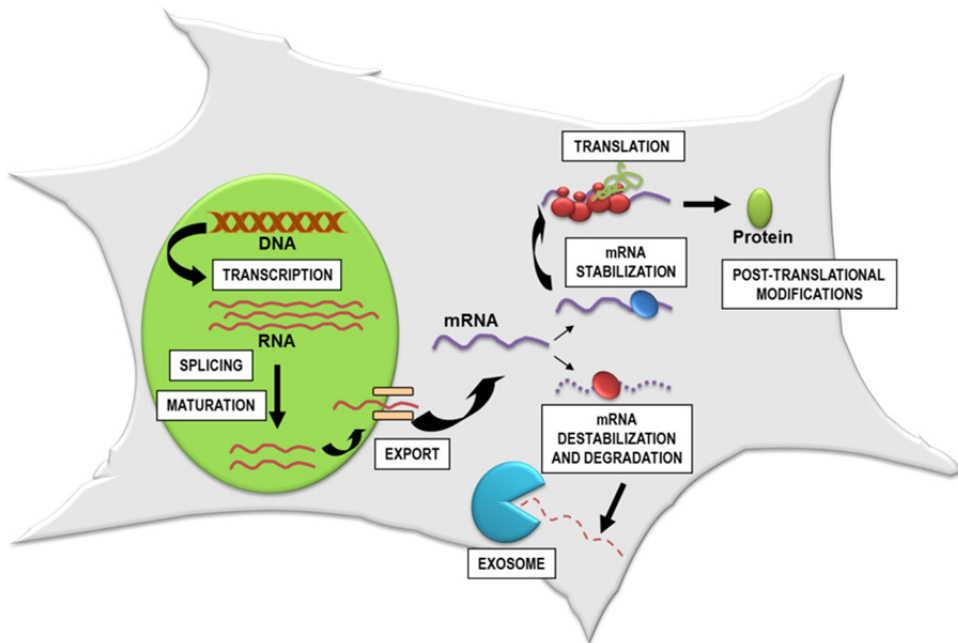 DNA
TRANSCRIPTION
RNA
SPLICING
MATURATION
EXPORT
mRNA
TRANSLATION
mRNA
STABILIZATION
Protein
POST-TRANSLATIONAL
MODIFICATIONS
mRNA
DESTABILIZATION
AND DEGRADATION
EXOSOME